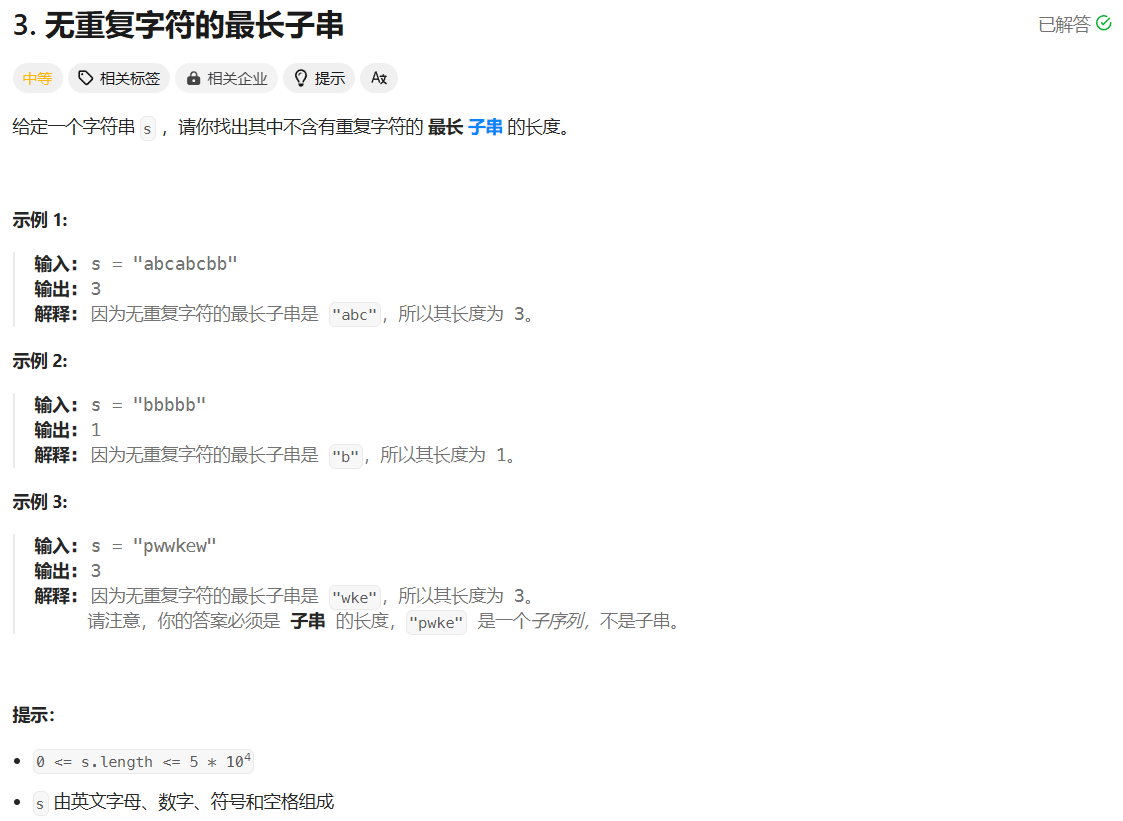 3. 无重复字符的最长子串
已解答
中等 相关标签 相关企业 提示 Aз
给定一个字符串 s ，请你找出其中不含有重复字符的 最长 子串 的长度。
示例 1:
输入: s = "abcabcbb"
输出: 3
解释: 因为无重复字符的最长子串是 "abc"，所以其长度为 3。
示例 2:
输入: s = "bbbbb"
输出: 1
解释: 因为无重复字符的最长子串是 "b"，所以其长度为 1。
示例 3:
输入: s = "pwwkew"
输出: 3
解释: 因为无重复字符的最长子串是 "wke"，所以其长度为 3。
请注意，你的答案必须是 子串 的长度，"pwke" 是一个子序列，不是子串。
提示：
• 0 <= s.length <= 5 * 10⁴
• s 由英文字母、数字、符号和空格组成